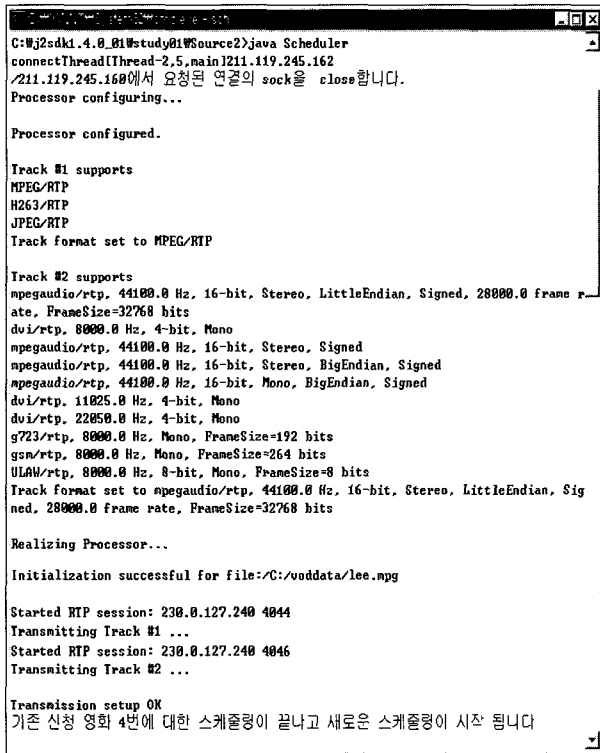 C:₩j2sdk1.4.0_01₩study01₩Source2>java Scheduler
connectThread[Thread-2,5,main]211.119.245.162
/211.119.245.160에서 요청된 연결의 sock을 close합니다.
Processor configuring...
Processor configured.
Track #1 supports
MPEG/RTP
H263/RTP
JPEG/RTP
Track format set to MPEG/RTP
Track #2 supports
mpegaudio/rtp, 44100.0 Hz, 16-bit, Stereo, LittleEndian, Signed, 28000.0 frame r
ate, FrameSize=32768 bits
dvi/rtp, 8000.0 Hz, 4-bit, Mono
mpegaudio/rtp, 44100.0 Hz, 16-bit, Stereo, Signed
mpegaudio/rtp, 44100.0 Hz, 16-bit, Stereo, BigEndian, Signed
mpegaudio/rtp, 44100.0 Hz, 16-bit, Mono, BigEndian, Signed
dvi/rtp, 11025.0 Hz, 4-bit, Mono
dvi/rtp, 22050.0 Hz, 4-bit, Mono
g723/rtp, 8000.0 Hz, Mono, FrameSize=192 bits
gsm/rtp, 8000.0 Hz, Mono, FrameSize=264 bits
ULAW/rtp, 8000.0 Hz, 8-bit, Mono, FrameSize=8 bits
Track format set to mpegaudio/rtp, 44100.0 Hz, 16-bit, Stereo, LittleEndian, Sig
ned, 28000.0 frame rate, FrameSize=32768 bits
Realizing Processor...
Initialization successful for file:/C:/voddata/lee.mpg
Started RTP session: 230.0.127.240 4044
Transmitting Track #1 ...
Started RTP session: 230.0.127.240 4046
Transmitting Track #2 ...
Transmission setup OK
기존 신청 영화 4번에 대한 스케줄링이 끝나고 새로운 스케줄링이 시작 됩니다